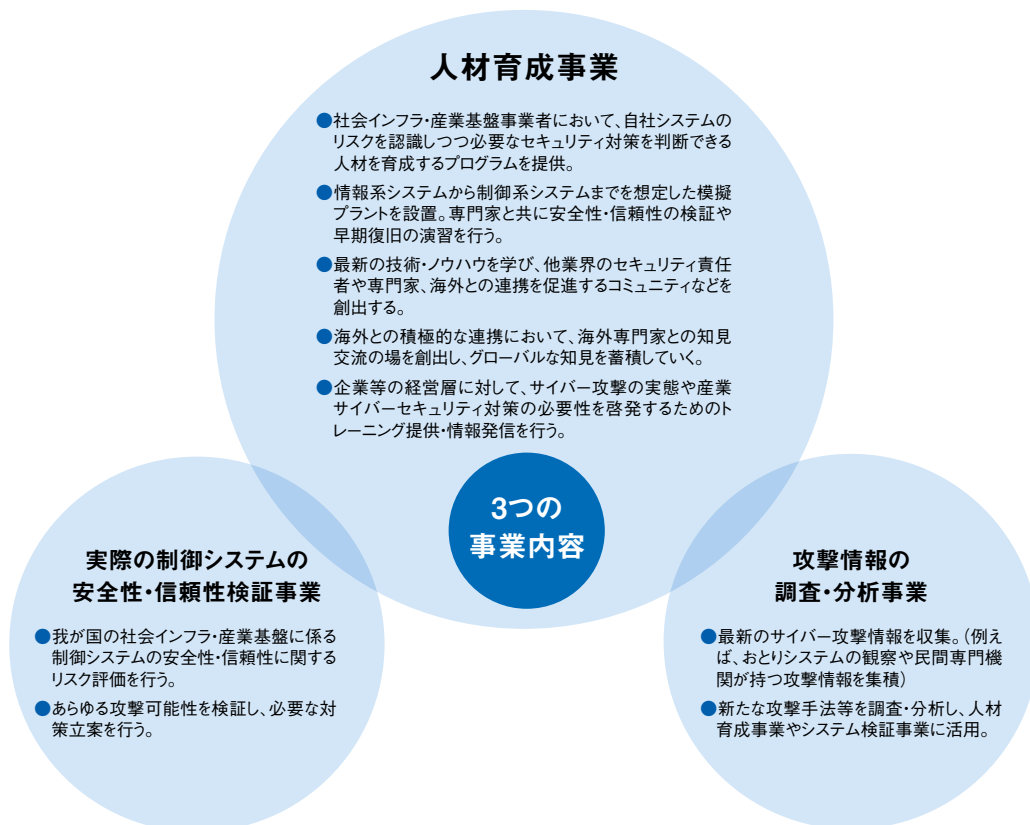 人材育成事業
●社会インフラ・産業基盤事業者において、自社システムの
リスクを認識しつつ必要なセキュリティ対策を判断できる
人材を育成するプログラムを提供。
●情報系システムから制御系システムまでを想定した模擬
プラントを設置。専門家と共に安全性・信頼性の検証や
早期復旧の演習を行う。
●最新の技術・ノウハウを学び、他業界のセキュリティ責任
者や専門家、海外との連携を促進するコミュニティなどを
創出する。
●海外との積極的な連携において、海外専門家との知見
交流の場を創出し、グローバルな知見を蓄積していく。
●企業等の経営層に対して、サイバー攻撃の実態や産業
サイバーセキュリティ対策の必要性を啓発するためのト
レーニング提供・情報発信を行う。
3つの
事業内容
実際の制御システムの
安全性・信頼性検証事業
●我が国の社会インフラ・産業基盤に係る
制御システムの安全性・信頼性に関する
リスク評価を行う。
●あらゆる攻撃可能性を検証し、必要な対
策立案を行う。
攻撃情報の
調査・分析事業
●最新のサイバー攻撃情報を収集。(例え
ば、おとりシステムの観察や民間専門機
関が持つ攻撃情報を集積)
●新たな攻撃手法等を調査・分析し、人材
育成事業やシステム検証事業に活用。